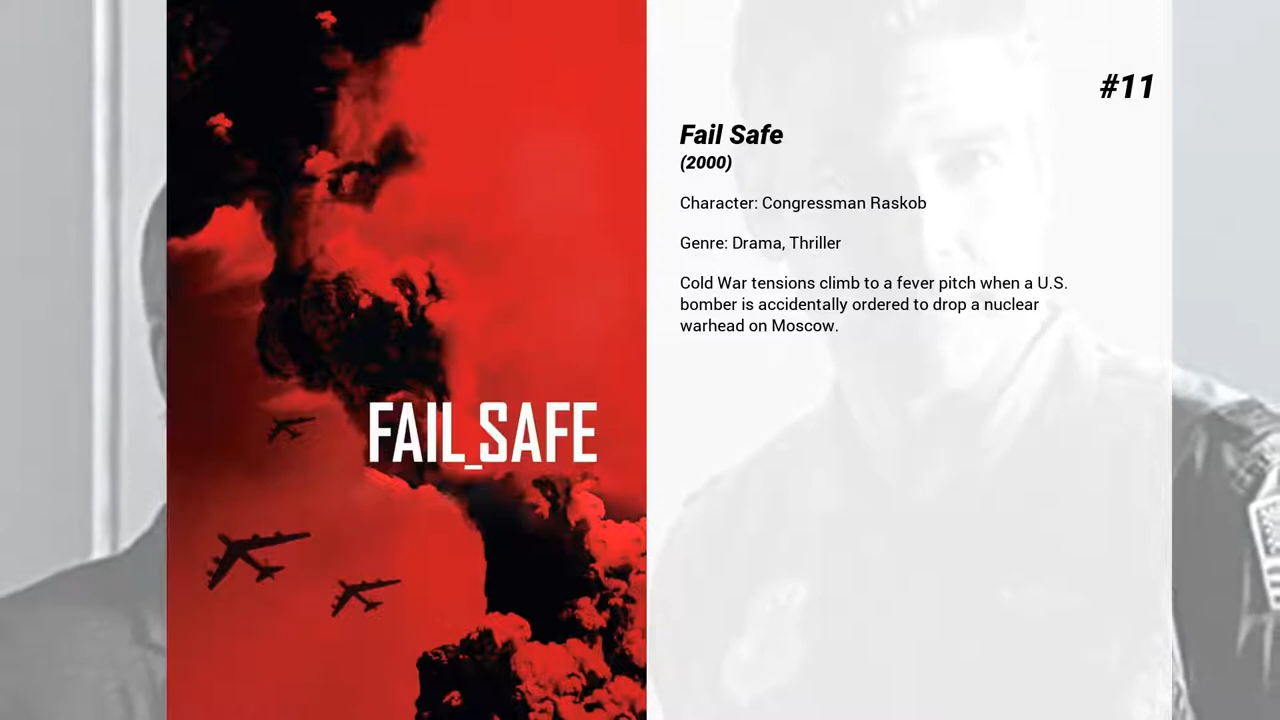 #11
Fail Safe
(2000)
Character: Congressman Raskob
Genre: Drama, Thriller
Cold War tensions climb to a fever pitch when a U.S.
bomber is accidentally ordered to drop a nuclear
warhead on Moscow.
FAIL_SAFE